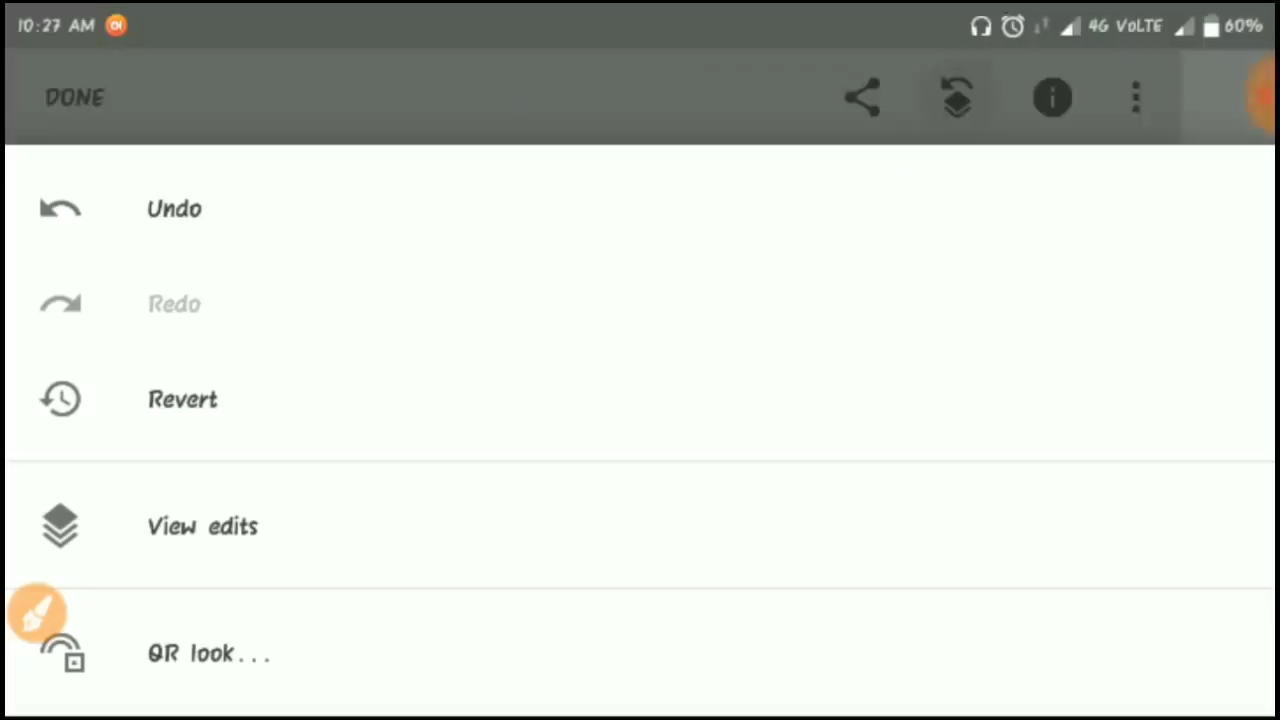 10:27 AM
4G VoLTE
60%
DONE
Undo
Redo
Revert
View edits
QR look...